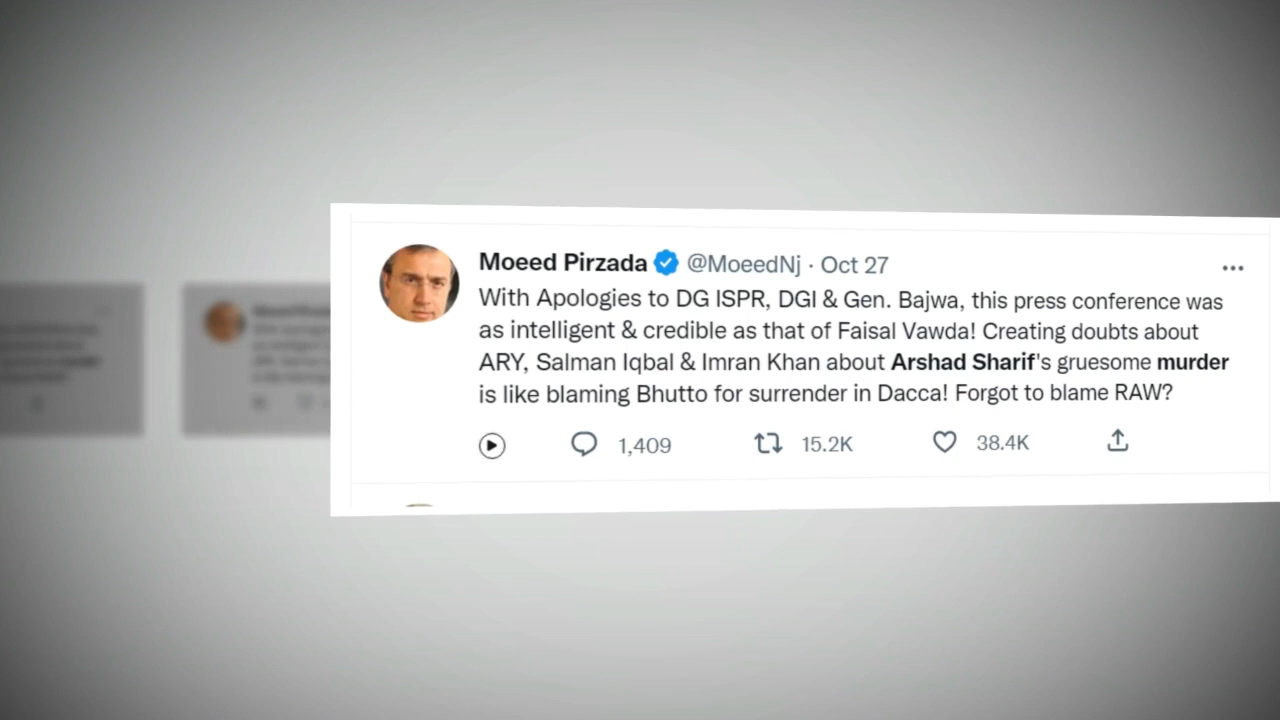 Moeed Pirzada @MoeedNj · Oct 27
With Apologies to DG ISPR, DGI & Gen. Bajwa, this press conference was
as intelligent & credible as that of Faisal Vawda! Creating doubts about
ARY, Salman Iqbal & Imran Khan about Arshad Sharif's gruesome murder
is like blaming Bhutto for surrender in Dacca! Forgot to blame RAW?
1,409 15.2K 38.4K